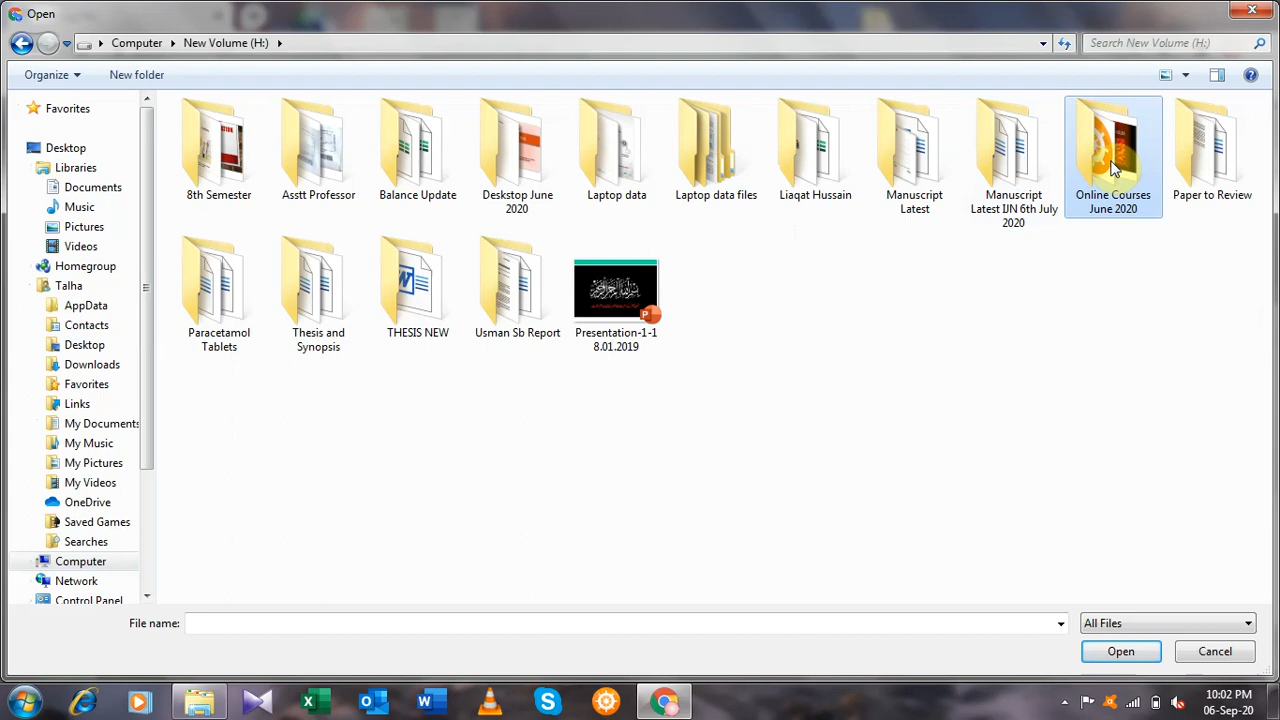 Open
Computer
New Volume (H:)
Search New Volume (H:)
Organize
New folder
Favorites
Desktop
Libraries
Documents
Music
Pictures
Videos
Homegroup
Talha
AppData
Contacts
Desktop
Downloads
Favorites
Links
My Documents
My Music
My Pictures
My Videos
OneDrive
Saved Games
Searches
Computer
Network
Control Panel
8th Semester
Asstt Professor
Balance Update
Deskstop June
2020
Laptop data
Laptop data files
Liaqat Hussain
Manuscript
Latest
Manuscript
Latest IJN 6th July
2020
Online Courses
June 2020
Paper to Review
Paracetamol
Tablets
Thesis and
Synopsis
THESIS NEW
Usman Sb Report
Presentation-1-1
8.01.2019
File name:
All Files
Open
Cancel
10:02 PM
06-Sep-20